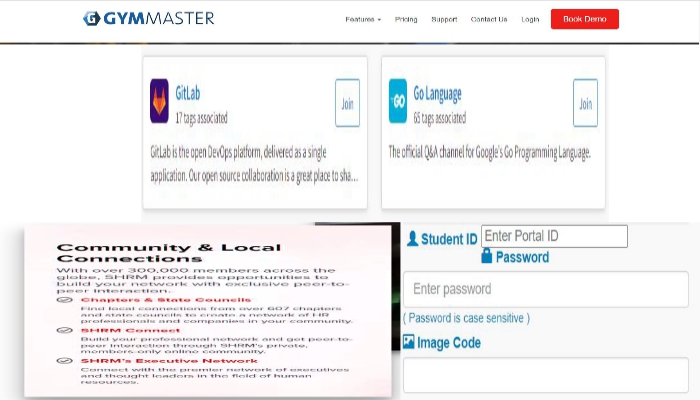 GYMMASTER
Features Pricing Support Contact Us Login Book Demo
GitLab
17 tags associated
Join
GitLab is the open DevOps platform, delivered as a single
application. Our open source collaboration is a great place to sha...
Go Language
65 tags associated
Join
The official Q&A channel for Google's Go Programming Language.
Community & Local
Connections
With over 300,000 members across the
globe, SHRM provides opportunities to
build your network with exclusive peer-to-
peer interaction.
Chapters & State Councils
Find local connections from over 607 chapters
and state councils to create a network of HR
professionals and companies in your community.
SHRM Connect
Build your professional network and get peer-to-
peer interaction through SHRM's private,
members-only online community.
SHRM's Executive Network
Connect with the premier network of executives
and thought leaders in the field of human
resources.
Student ID Enter Portal ID
Password
Enter password
( Password is case sensitive )
Image Code